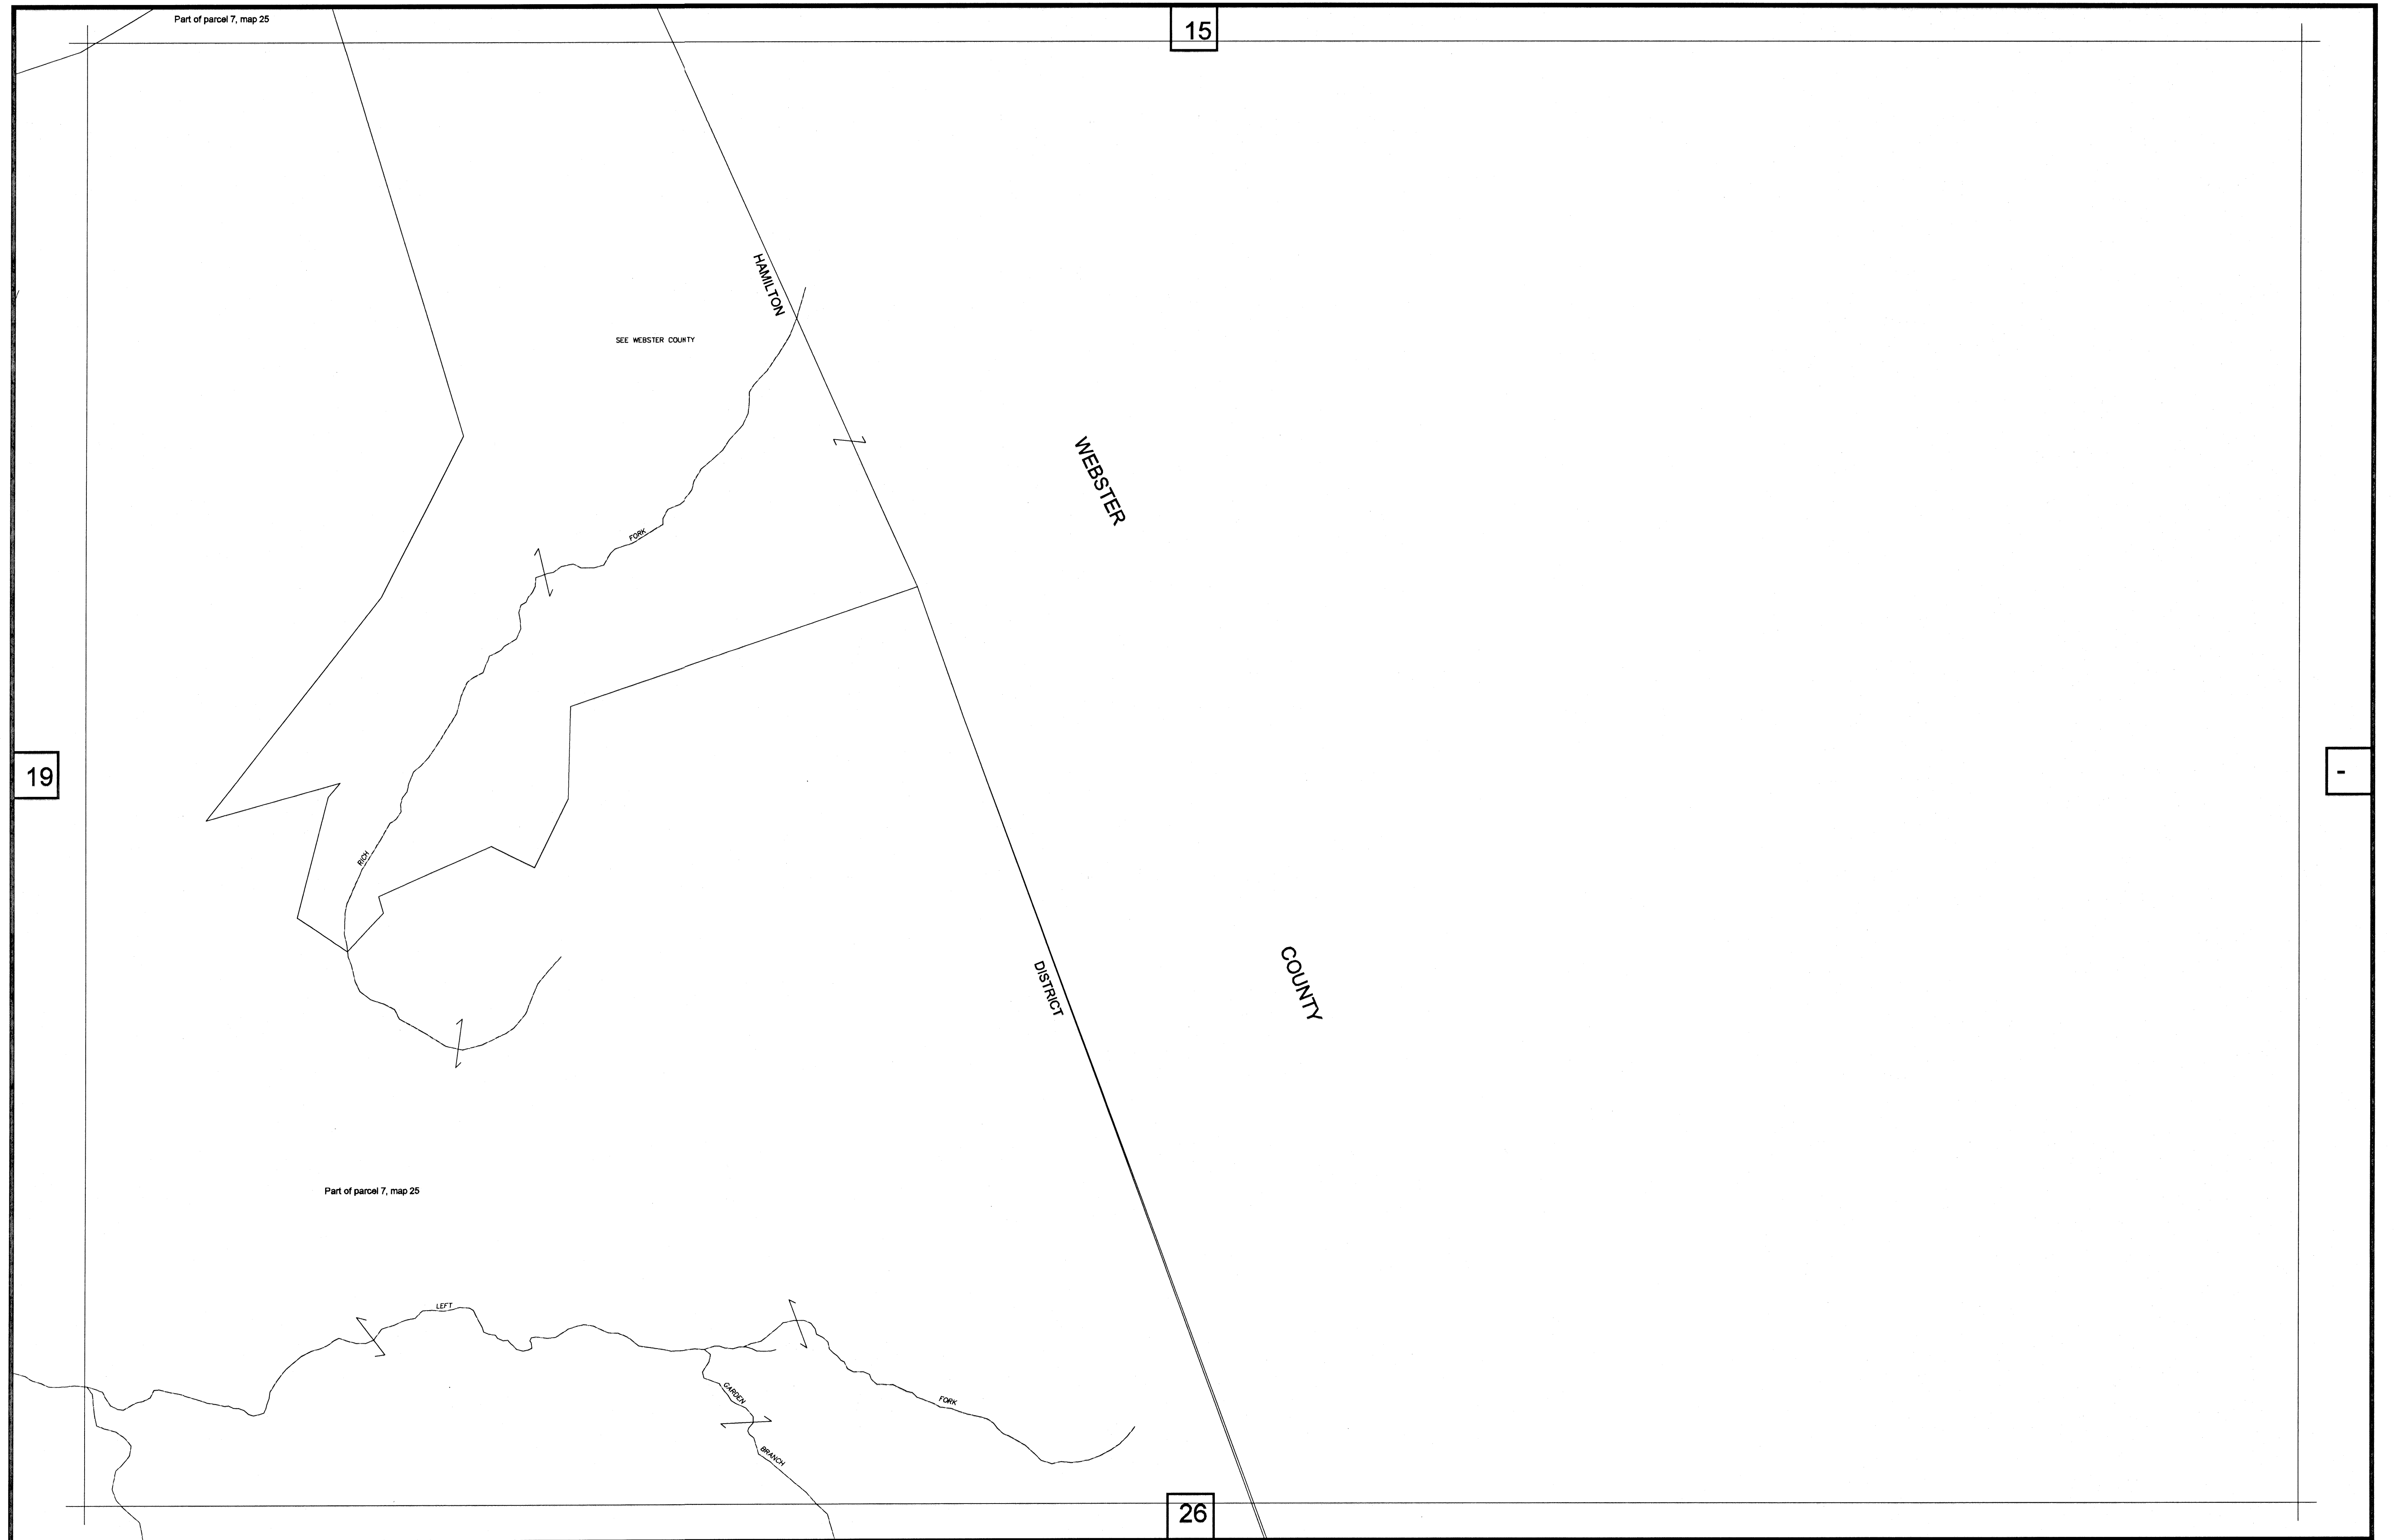 Part of parcel 7, map 25
15
HAMILTON
SEE WEBSTER COUNTY
WEBSTER
FORK
19
-
RICH
COUNTY
DISTRICT
Part of parcel 7, map 25
LEFT
GARDEN
FORK
BRANCH
26